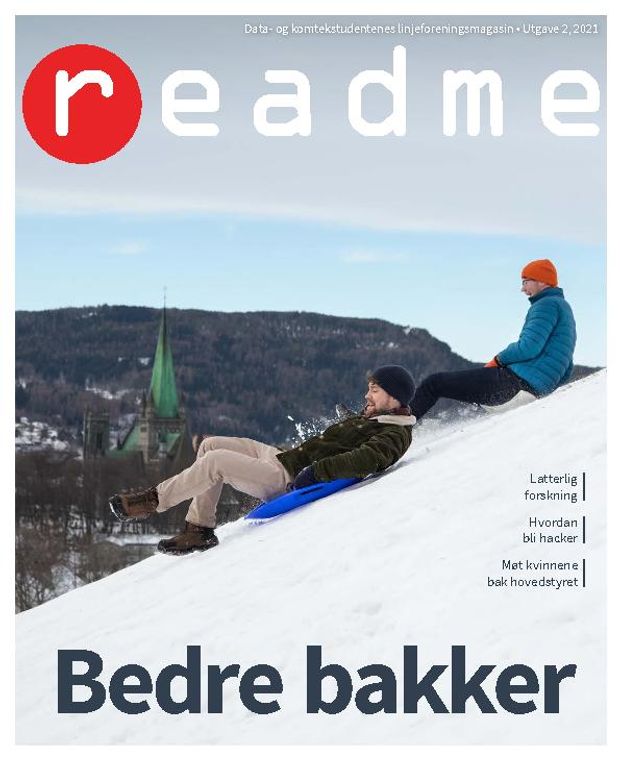 Data- og komtekstudentenes linjeforeningsmagasin • Utgave 2, 2021
readme
Latterlig
forskning
Hvordan
bli hacker
Møt kvinnene
bak hovedstyret
Bedre bakker